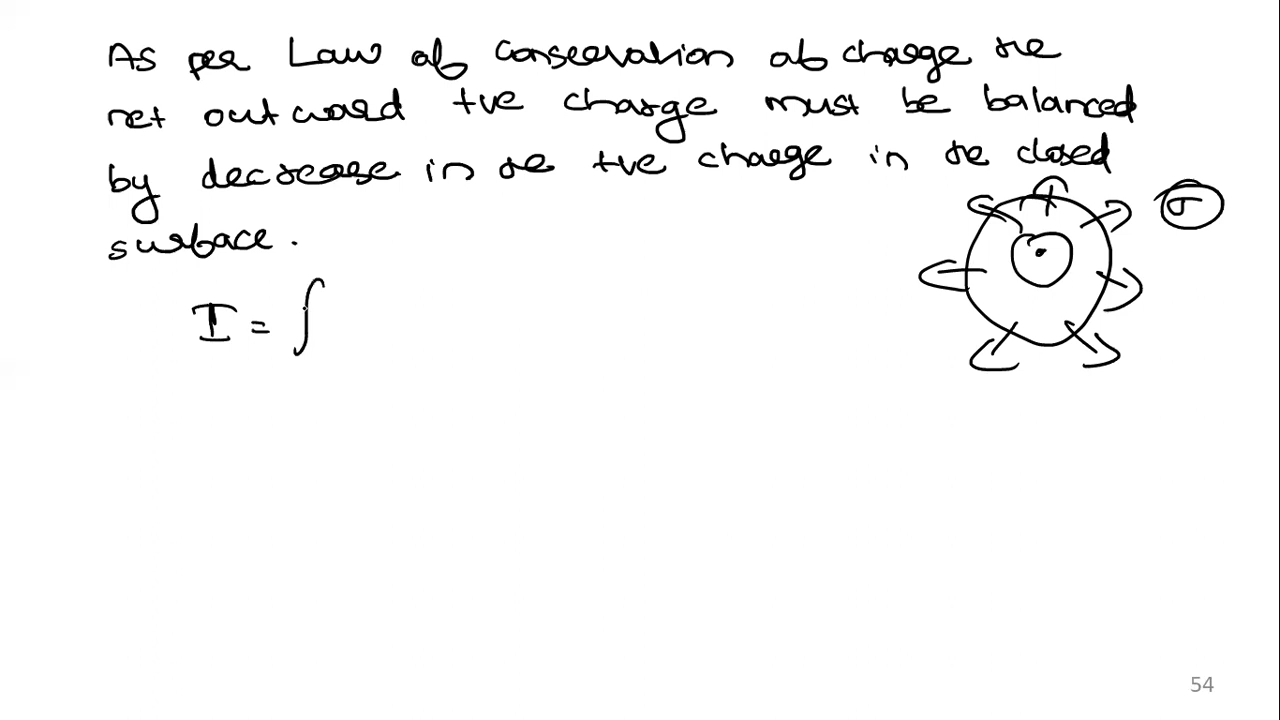 As per Law of conservation of charge the
net outward +ve charge must be balanced
by decrease in the +ve charge in the closed
surface.
σ
I = ∫
54